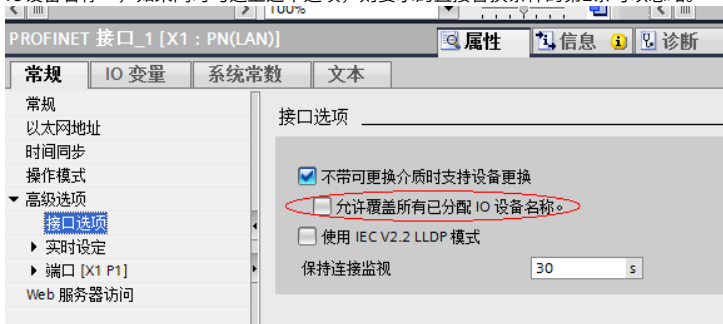 100%
PROFINET 接口_1 [X1 : PN(LAN)]
属性
信息
诊断
常规
IO 变量
系统常数
文本
常规
以太网地址
时间同步
操作模式
高级选项
接口选项
实时设定
端口 [X1 P1]
Web 服务器访问
接口选项
不带可更换介质时支持设备更换
允许覆盖所有已分配 IO 设备名称。
使用 IEC V2.2 LLDP 模式
保持连接监视
30
s